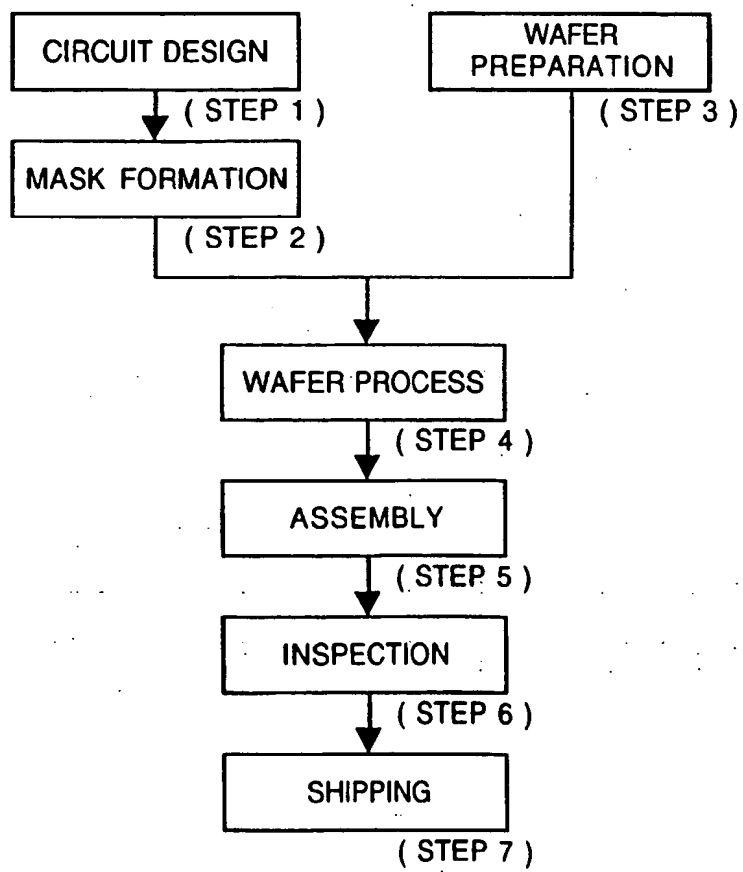 CIRCUIT DESIGN
( STEP 1 )
MASK FORMATION
( STEP 2 )
WAFER
PREPARATION
( STEP 3 )
WAFER PROCESS
( STEP 4 )
ASSEMBLY
( STEP 5 )
INSPECTION
( STEP 6 )
SHIPPING
( STEP 7 )